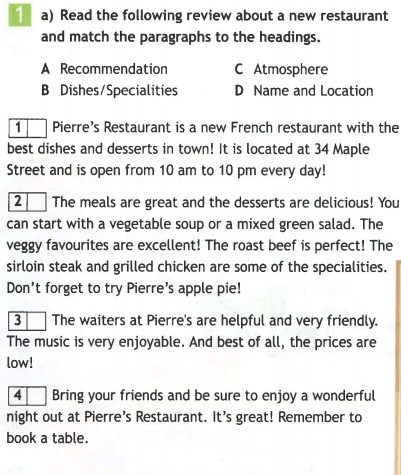 1 a) Read the following review about a new restaurant
and match the paragraphs to the headings.
A Recommendation C Atmosphere
B Dishes/Specialities D Name and Location
1 Pierre's Restaurant is a new French restaurant with the
best dishes and desserts in town! It is located at 34 Maple
Street and is open from 10 am to 10 pm every day!
2 The meals are great and the desserts are delicious! You
can start with a vegetable soup or a mixed green salad. The
veggy favourites are excellent! The roast beef is perfect! The
sirloin steak and grilled chicken are some of the specialities.
Don't forget to try Pierre's apple pie!
3 The waiters at Pierre's are helpful and very friendly.
The music is very enjoyable. And best of all, the prices are
low!
4 Bring your friends and be sure to enjoy a wonderful
night out at Pierre's Restaurant. It's great! Remember to
book a table.